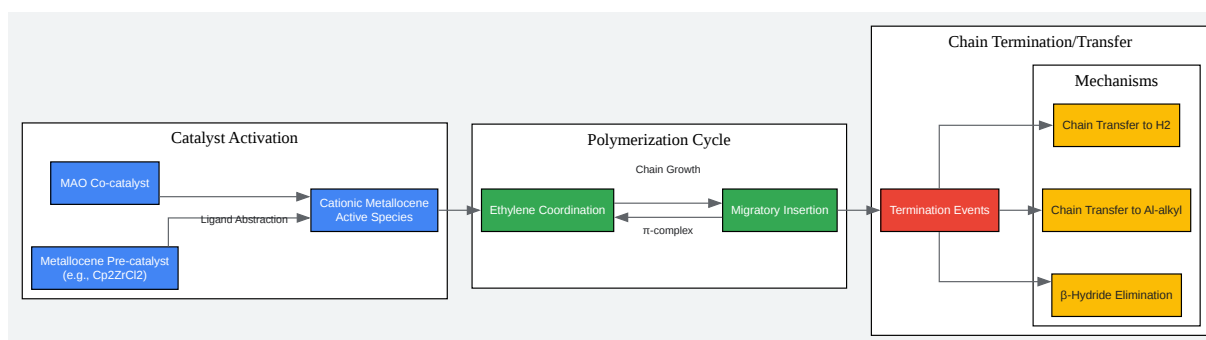 Catalyst Activation
MAO Co-catalyst
Ligand Abstraction
Metallocene Pre-catalyst
(e.g., Cp2ZrCl2)
Cationic Metallocene
Active Species
Polymerization Cycle
Chain Growth
Ethylene Coordination
Migratory Insertion
π-complex
Chain Termination/Transfer
Termination Events
Mechanisms
Chain Transfer to H2
Chain Transfer to Al-alkyl
β-Hydride Elimination